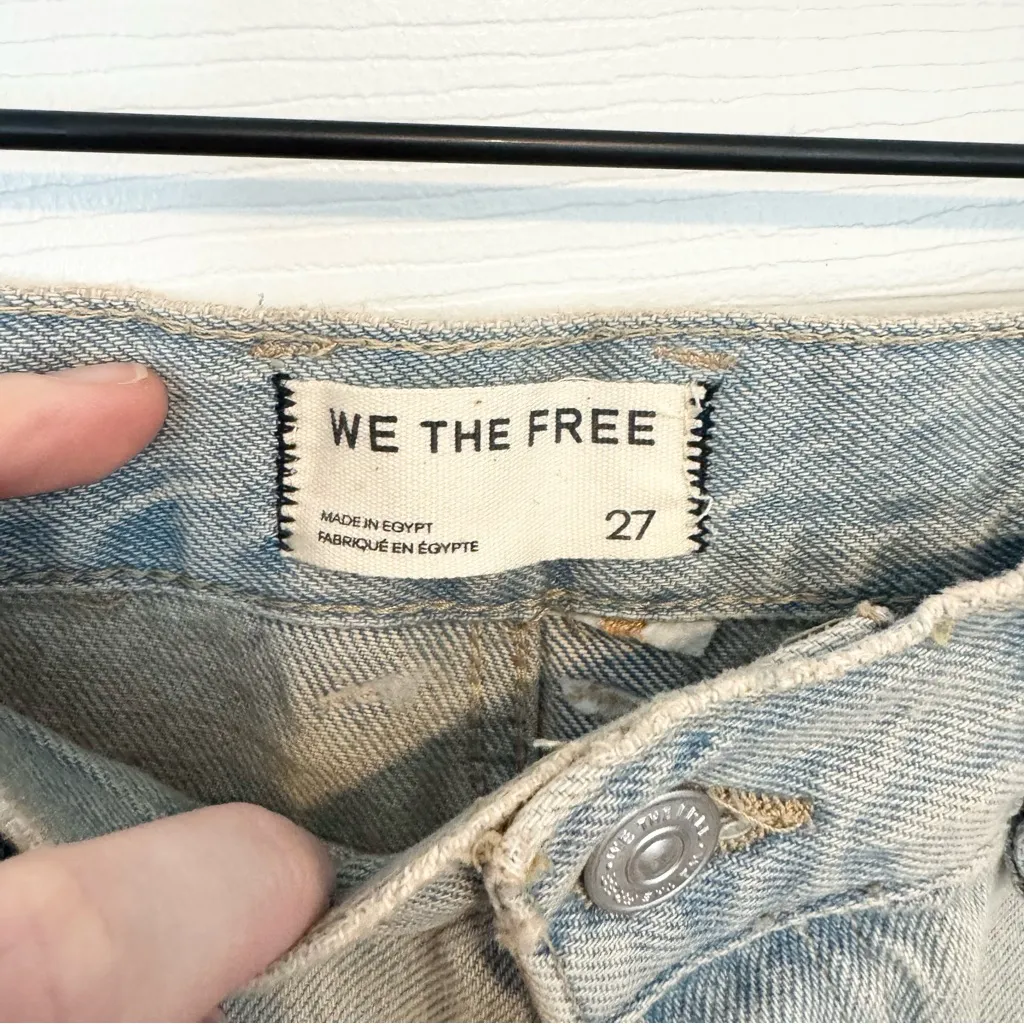 WE THE FREE
MADE IN EGYPT
FABRIQUÉ EN ÉGYPTE
27